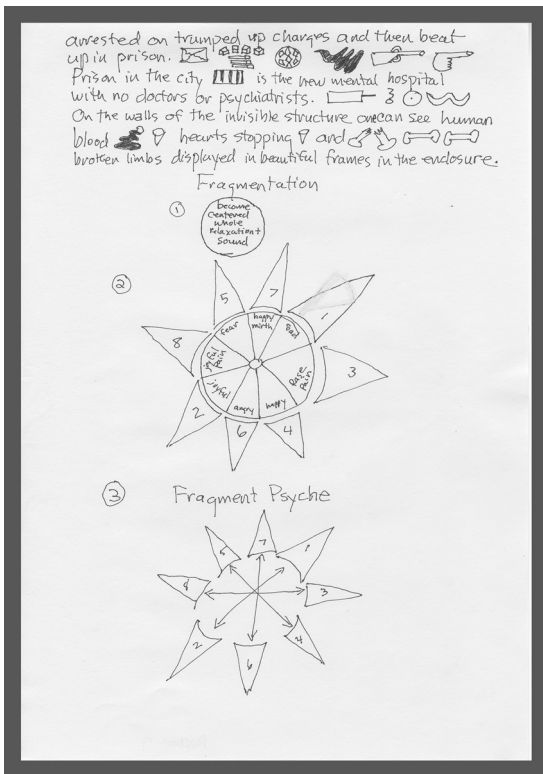 arrested on trumped up charges and then beat
up in prison.
Prison in the city is the new mental hospital
with no doctors or psychiatrists.
On the walls of the invisible structure one can see human
blood hearts stopping and
broken limbs displayed in beautiful frames in the enclosure.
Fragmentation
1
become
centered
whole
relaxation +
sound
2
5
7
1
8
3
2
6
4
fear
happy
mirth
sad
pain
Rage
Pain
joyful
angry
happy
3 Fragment Psyche
5
7
1
8
3
2
6
4